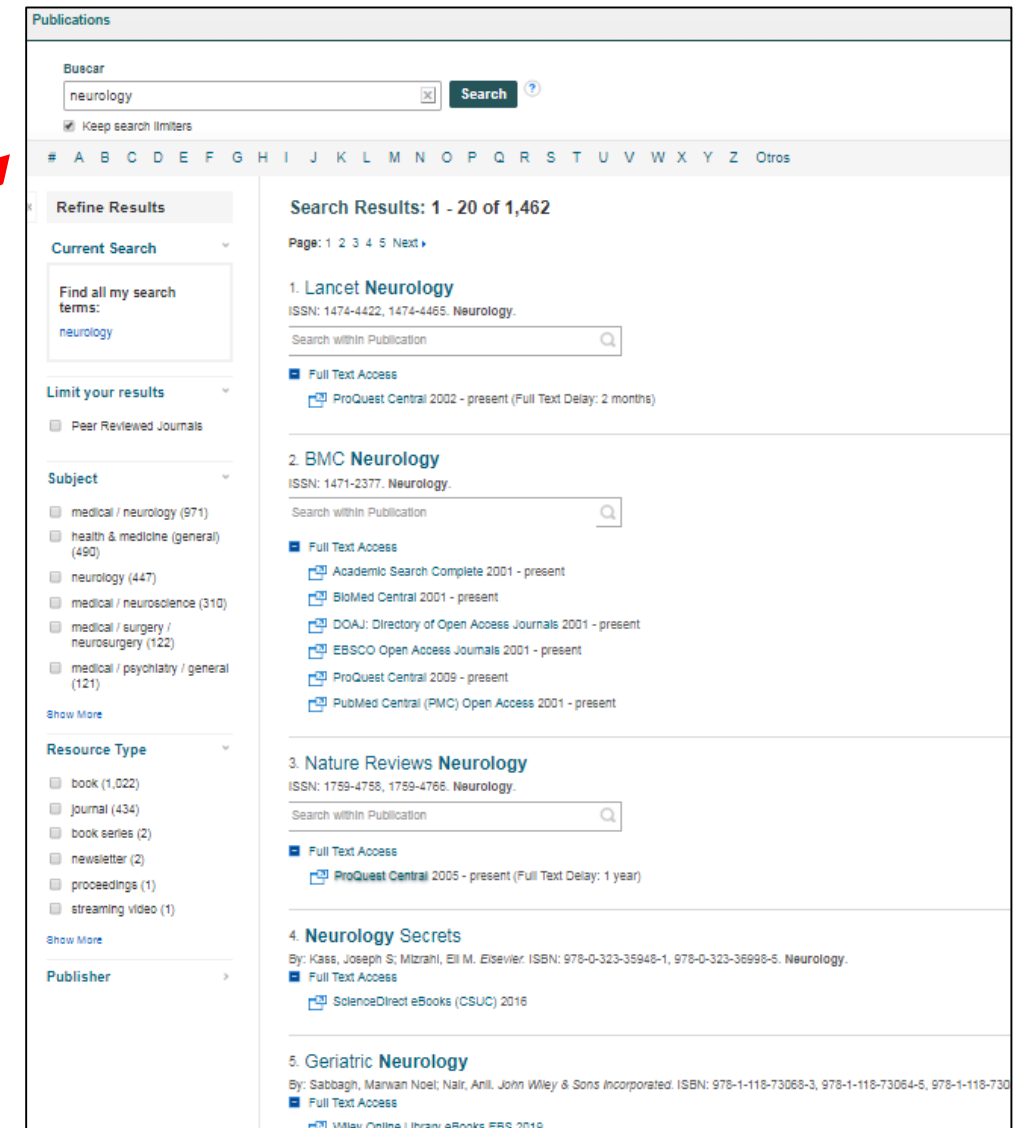 Publications
Buscar
neurology
Search
?
Keep search limiters
# A B C D E F G H I J K L M N O P Q R S T U V W X Y Z Otros
Refine Results
Current Search
Find all my search
terms:
neurology
Limit your results
Peer Reviewed Journals
Subject
medical / neurology (971)
health & medicine (general)
(490)
neurology (447)
medical / neuroscience (310)
medical / surgery /
neurosurgery (122)
medical / psychiatry / general
(121)
Show More
Resource Type
book (1,022)
journal (434)
book series (2)
newsletter (2)
proceedings (1)
streaming video (1)
Show More
Publisher
Search Results: 1 - 20 of 1,462
Page: 1 2 3 4 5 Next
1. Lancet Neurology
ISSN: 1474-4422, 1474-4465. Neurology.
Search within Publication
Full Text Access
ProQuest Central 2002 - present (Full Text Delay: 2 months)
2. BMC Neurology
ISSN: 1471-2377. Neurology.
Search within Publication
Full Text Access
Academic Search Complete 2001 - present
BioMed Central 2001 - present
DOAJ: Directory of Open Access Journals 2001 - present
EBSCO Open Access Journals 2001 - present
ProQuest Central 2009 - present
PubMed Central (PMC) Open Access 2001 - present
3. Nature Reviews Neurology
ISSN: 1759-4758, 1759-4766. Neurology.
Search within Publication
Full Text Access
ProQuest Central 2005 - present (Full Text Delay: 1 year)
4. Neurology Secrets
By: Kass, Joseph S; Mizrahi, Eli M. Elsevier. ISBN: 978-0-323-35948-1, 978-0-323-36998-5. Neurology.
Full Text Access
ScienceDirect eBooks (CSUC) 2016
5. Geriatric Neurology
By: Sabbagh, Marwan Noel; Nair, Anil. John Wiley & Sons Incorporated. ISBN: 978-1-118-73068-3, 978-1-118-73064-5, 978-1-118-730
Full Text Access
Wiley Online Library eBooks EBS 2019